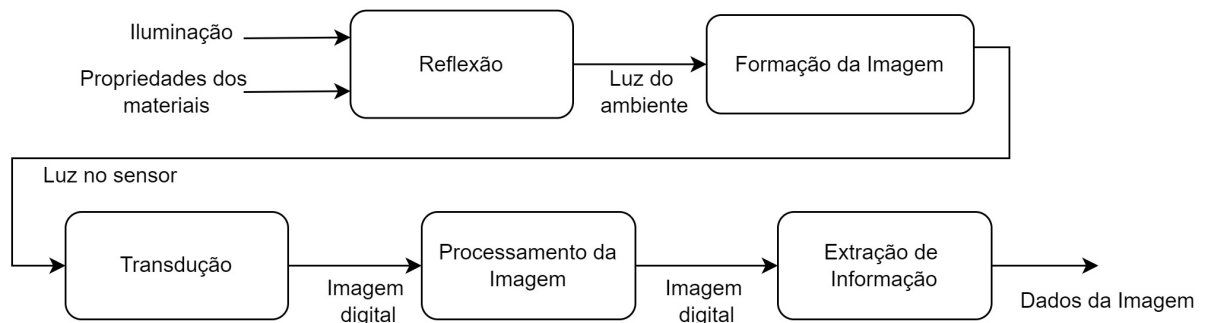 Iluminação
Propriedades dos
materiais
Reflexão
Luz do
ambiente
Formação da Imagem
Luz no sensor
Transdução
Imagem
digital
Processamento da
Imagem
Imagem
digital
Extração de
Informação
Dados da Imagem